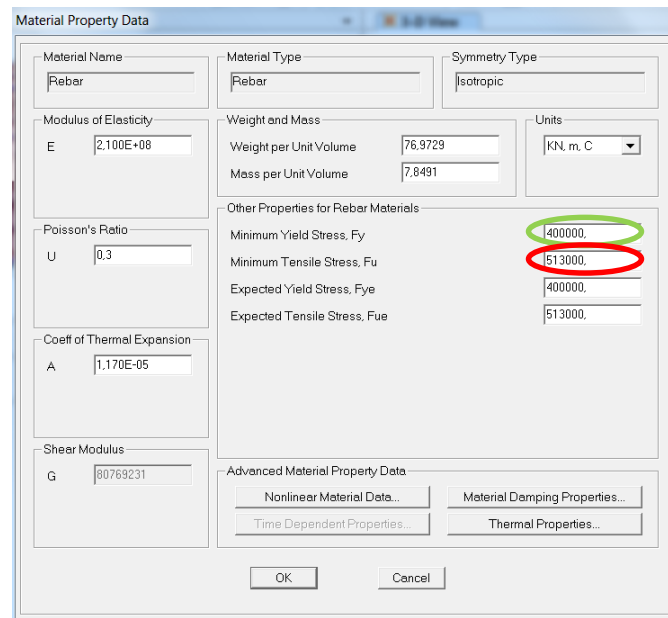 Material Property Data
3-D View
Material Name
Rebar
Material Type
Rebar
Symmetry Type
Isotropic
Modulus of Elasticity
E 2,100E+08
Weight and Mass
Weight per Unit Volume 76,9729
Mass per Unit Volume 7,8491
Units
KN, m, C
Poisson's Ratio
U 0,3
Other Properties for Rebar Materials
Minimum Yield Stress, Fy 400000,
Minimum Tensile Stress, Fu 513000,
Expected Yield Stress, Fye 400000,
Expected Tensile Stress, Fue 513000,
Coeff of Thermal Expansion
A 1,170E-05
Shear Modulus
G 80769231
Advanced Material Property Data
Nonlinear Material Data... Material Damping Properties...
Time Dependent Properties... Thermal Properties...
OK Cancel